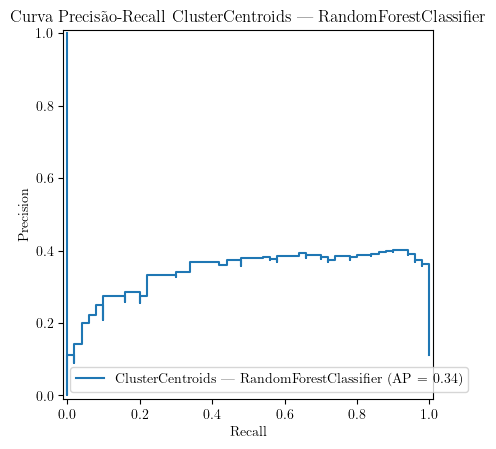 Curva Precisão-Recall ClusterCentroids — RandomForestClassifier
1.0
0.8
0.6
0.4
0.2
0.0
Precision
ClusterCentroids — RandomForestClassifier (AP = 0.34)
0.0 0.2 0.4 0.6 0.8 1.0
Recall